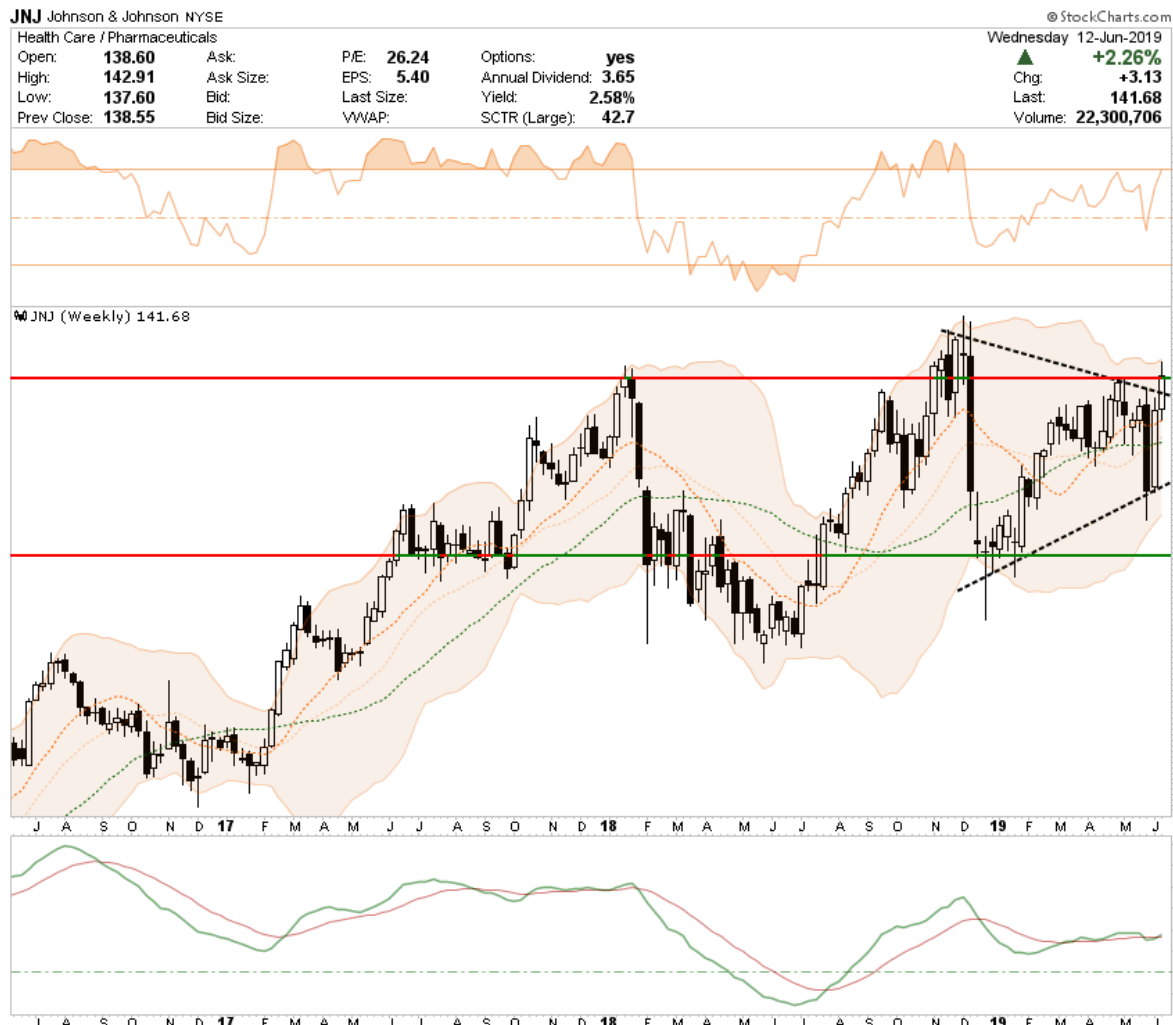 JNJ Johnson & Johnson NYSE © StockCharts.com
Health Care / Pharmaceuticals Wednesday 12-Jun-2019
Open: 138.60 Ask: P/E: 26.24 Options: yes ▲ +2.26%
High: 142.91 Ask Size: EPS: 5.40 Annual Dividend: 3.65 Chg: +3.13
Low: 137.60 Bid: Last Size: Yield: 2.58% Last: 141.68
Prev Close: 138.55 Bid Size: VWAP: SCTR (Large): 42.7 Volume: 22,300,706
JNJ (Weekly) 141.68
J A S O N D 17 F M A M J J A S O N D 18 F M A M J J A S O N D 19 F M A M J
J A S O N D 17 F M A M J J A S O N D 18 F M A M J J A S O N D 19 F M A M J